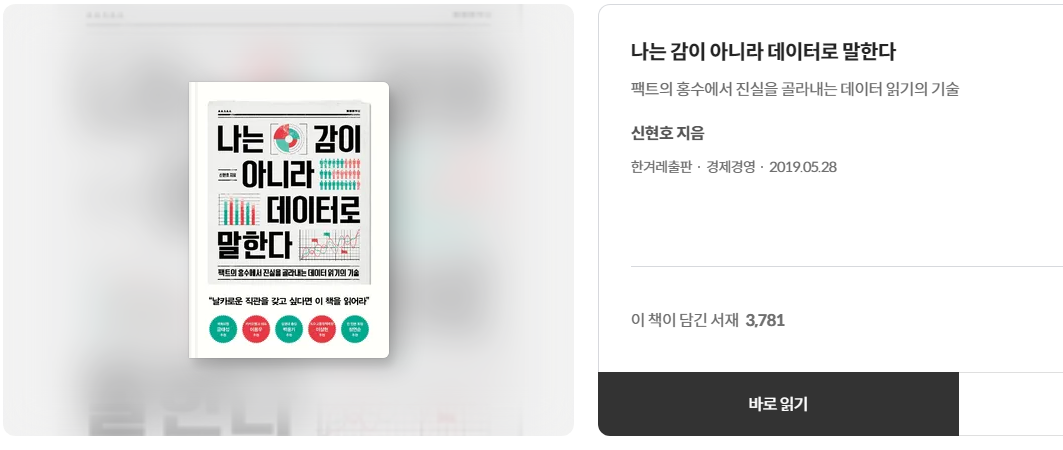 나는 감이
아니라
신현호 지음
데이터로
말한다
팩트의 홍수에서 진실을 골라내는 데이터 읽기의 기술
“날카로운 직관을 갖고 싶다면 이 책을 읽어라”
나는 감이 아니라 데이터로 말한다
팩트의 홍수에서 진실을 골라내는 데이터 읽기의 기술
신현호 지음
한겨레출판 · 경제경영 · 2019.05.28
이 책이 담긴 서재 3,781
바로 읽기